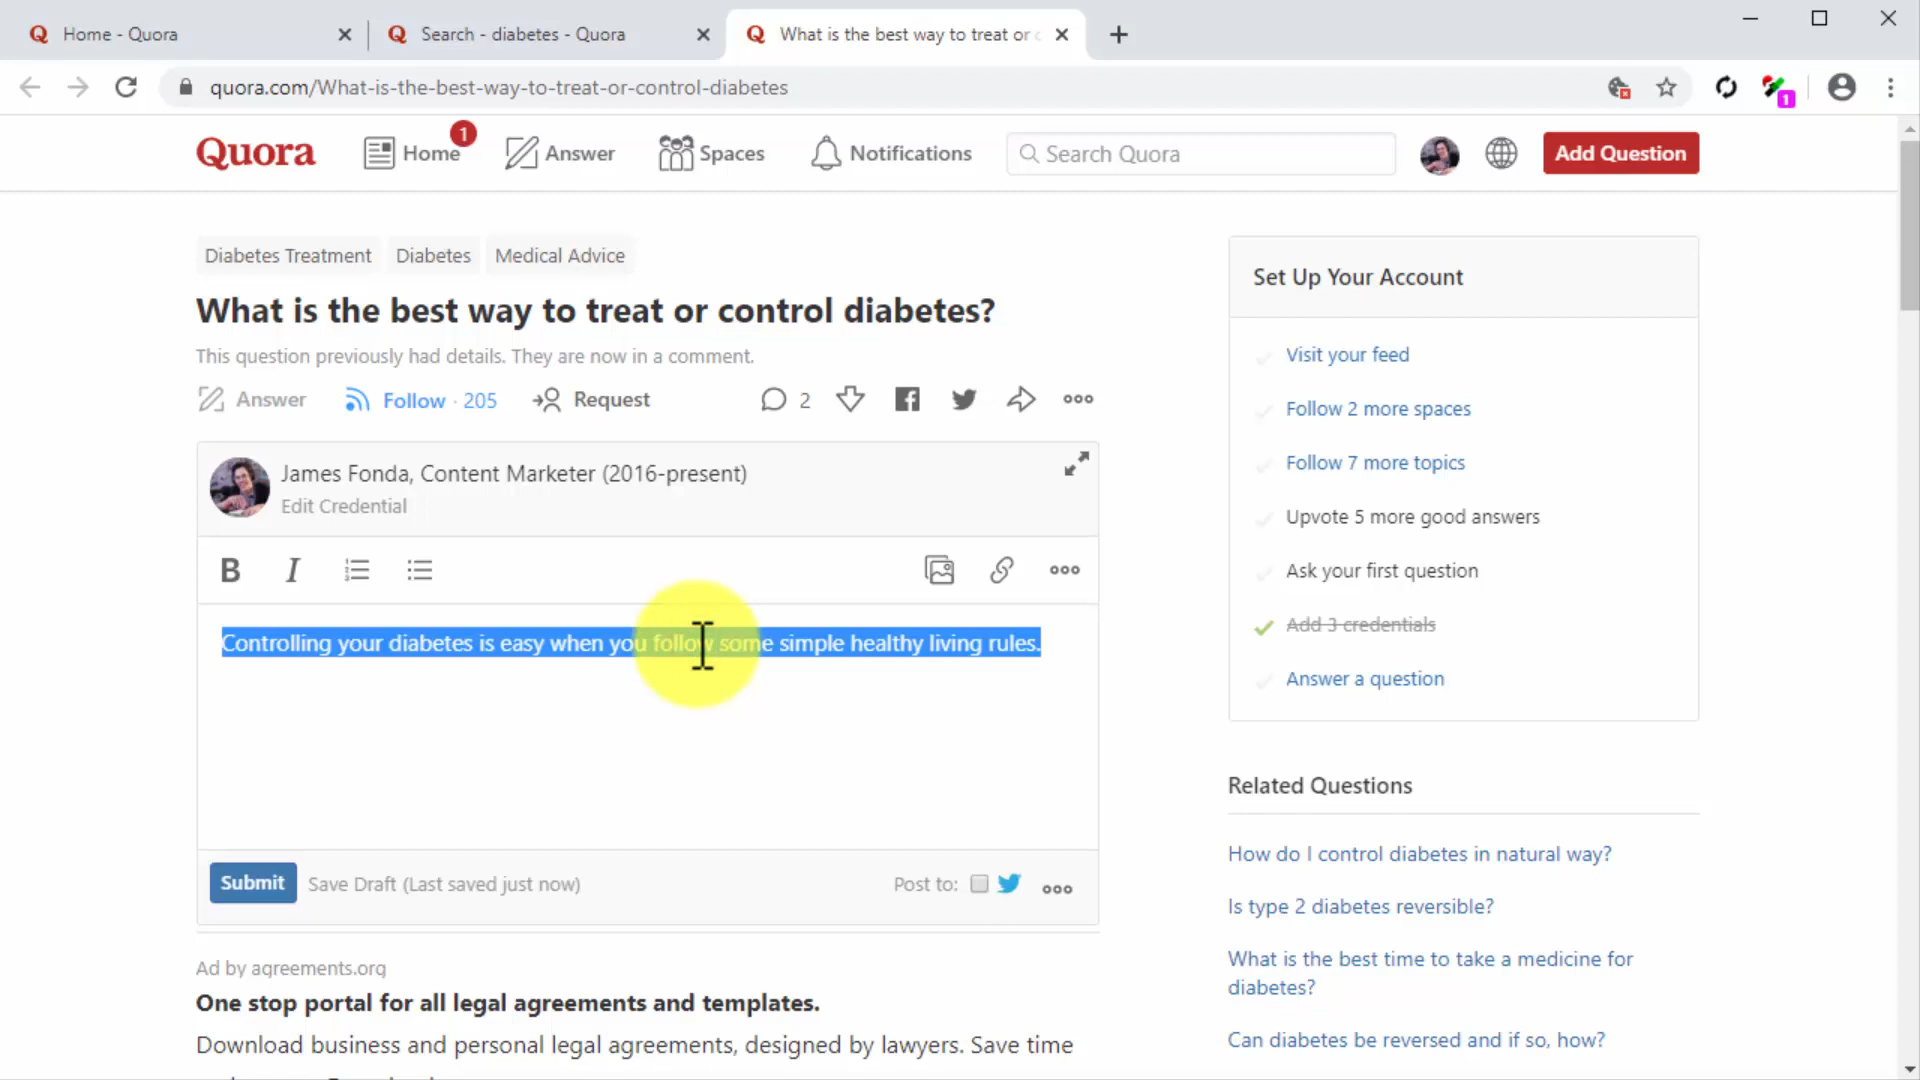 Home - Quora
Search - diabetes - Quora
What is the best way to treat or
quora.com/What-is-the-best-way-to-treat-or-control-diabetes
1
Quora
Home
1
Answer
Spaces
Notifications
Search Quora
Add Question
Diabetes Treatment
Diabetes
Medical Advice
What is the best way to treat or control diabetes?
This question previously had details. They are now in a comment.
Answer
Follow · 205
Request
2
James Fonda, Content Marketer (2016-present)
Edit Credential
B
I
Controlling your diabetes is easy when you follow some simple healthy living rules.
Submit
Save Draft (Last saved just now)
Post to:
Ad by agreements.org
One stop portal for all legal agreements and templates.
Download business and personal legal agreements, designed by lawyers. Save time
Set Up Your Account
Visit your feed
Follow 2 more spaces
Follow 7 more topics
Upvote 5 more good answers
Ask your first question
Add 3 credentials
Answer a question
Related Questions
How do I control diabetes in natural way?
Is type 2 diabetes reversible?
What is the best time to take a medicine for
diabetes?
Can diabetes be reversed and if so, how?